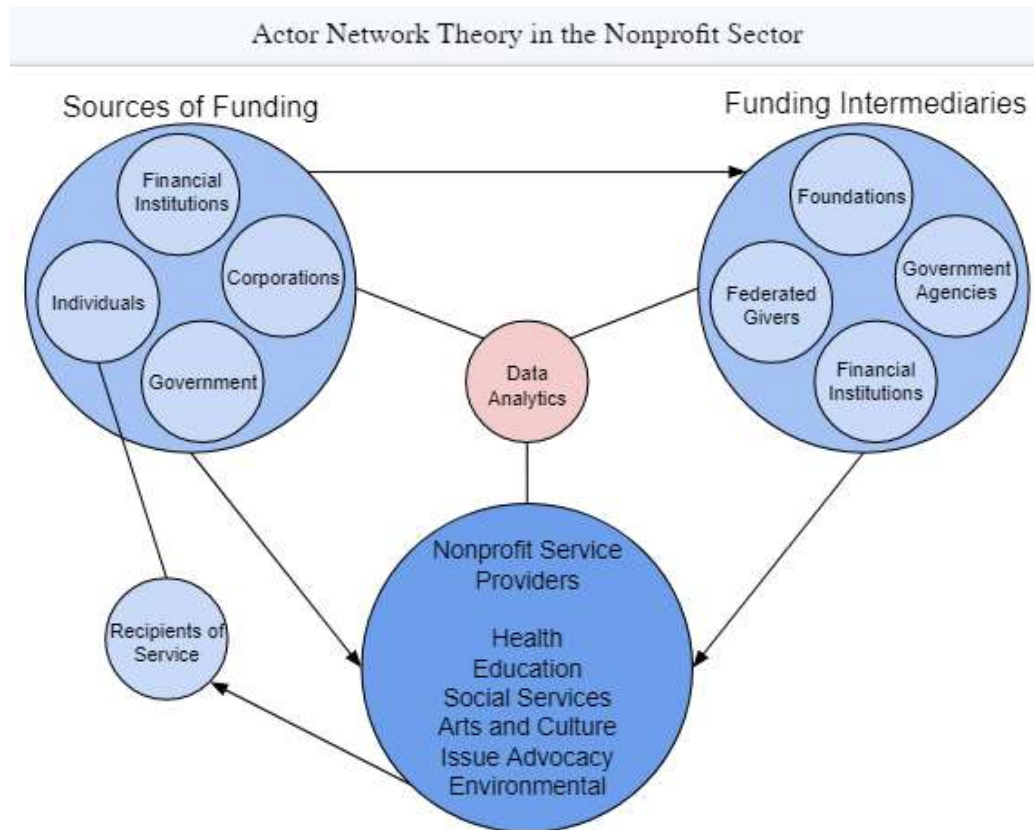 Actor Network Theory in the Nonprofit Sector
Sources of Funding
Financial
Institutions
Individuals
Corporations
Government
Funding Intermediaries
Foundations
Federated
Givers
Government
Agencies
Financial
Institutions
Data
Analytics
Nonprofit Service
Providers
Health
Education
Social Services
Arts and Culture
Issue Advocacy
Environmental
Recipients of
Service